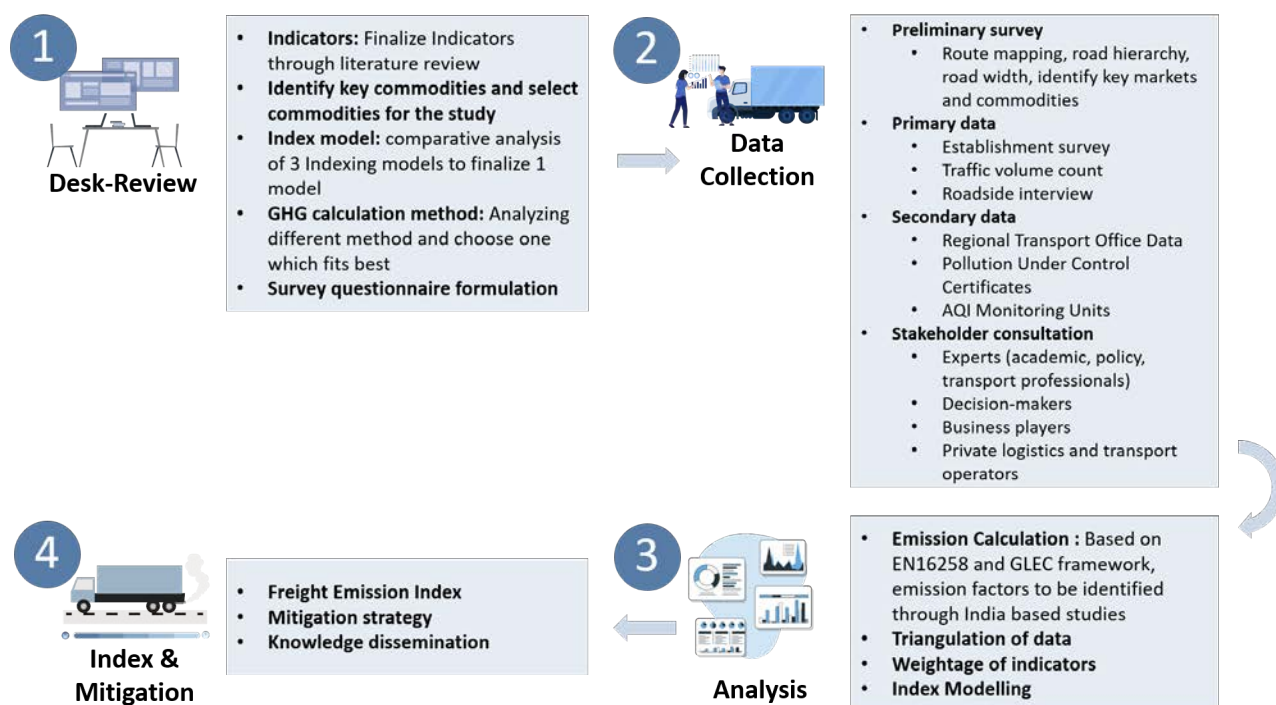 1
Desk-Review
• Indicators: Finalize Indicators
through literature review
• Identify key commodities and select
commodities for the study
• Index model: comparative analysis
of 3 Indexing models to finalize 1
model
• GHG calculation method: Analyzing
different method and choose one
which fits best
• Survey questionnaire formulation
2
Data
Collection
• Preliminary survey
• Route mapping, road hierarchy,
road width, identify key markets
and commodities
• Primary data
• Establishment survey
• Traffic volume count
• Roadside interview
• Secondary data
• Regional Transport Office Data
• Pollution Under Control
Certificates
• AQI Monitoring Units
• Stakeholder consultation
• Experts (academic, policy,
transport professionals)
• Decision-makers
• Business players
• Private logistics and transport
operators
3
Analysis
• Emission Calculation : Based on
EN16258 and GLEC framework,
emission factors to be identified
through India based studies
• Triangulation of data
• Weightage of indicators
• Index Modelling
4
Index &
Mitigation
• Freight Emission Index
• Mitigation strategy
• Knowledge dissemination